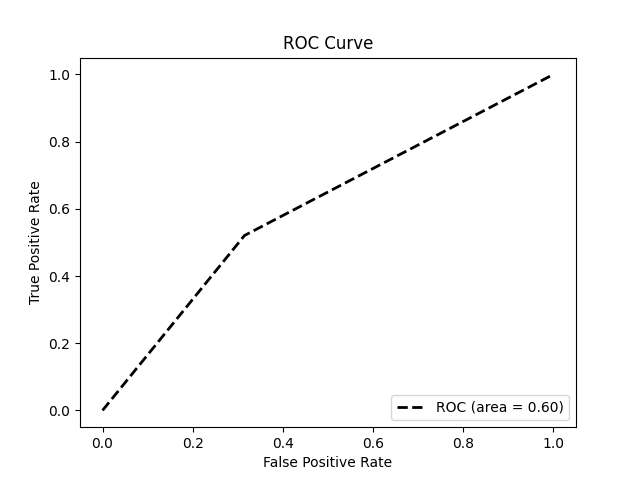 ROC Curve
True Positive Rate
1.0
0.8
0.6
0.4
0.2
0.0
ROC (area = 0.60)
0.0 0.2 0.4 0.6 0.8 1.0
False Positive Rate